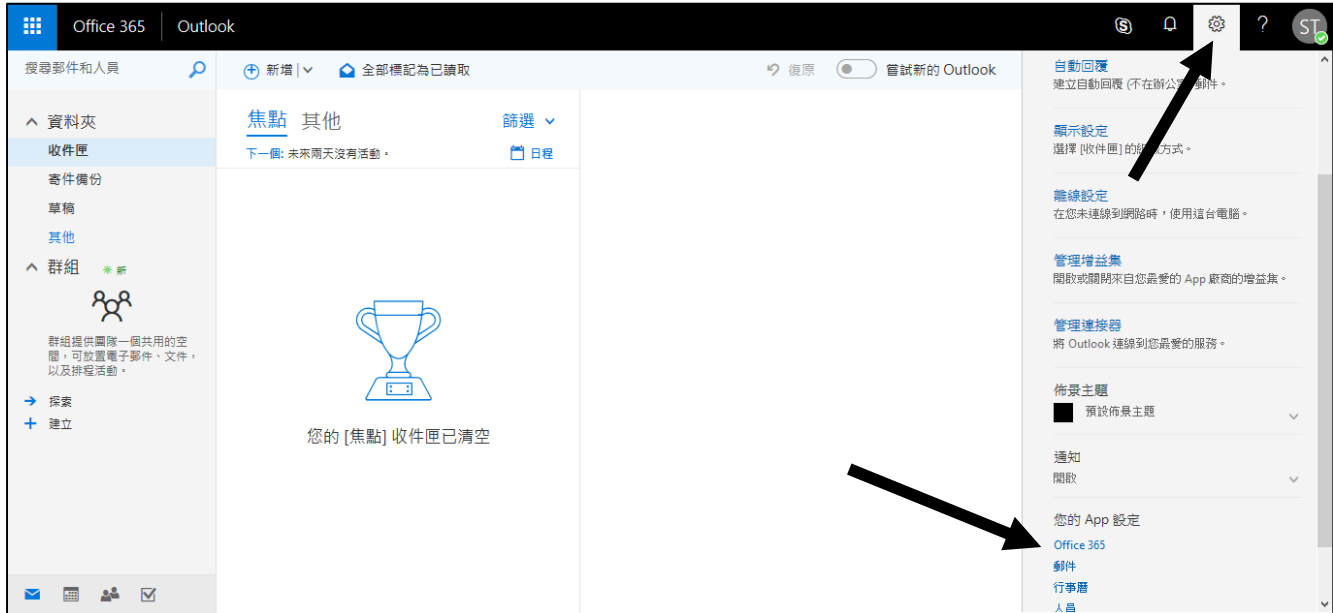 Office 365
Outlook
ST
搜尋郵件和人員
新增
全部標記為已讀取
復原
嘗試新的 Outlook
資料夾
收件匣
寄件備份
草稿
其他
群組
新
群組提供團隊一個共用的空
間，可放置電子郵件、文件，
以及排程活動。
探索
建立
焦點 其他
篩選
下一個: 未來兩天沒有活動。
日程
您的 [焦點] 收件匣已清空
自動回覆
建立自動回覆 (不在辦公室) 郵件。
顯示設定
選擇 [收件匣] 的組織方式。
離線設定
在您未連線到網路時，使用這台電腦。
管理增益集
開啟或關閉來自您最愛的 App 廠商的增益集。
管理連接器
將 Outlook 連線到您最愛的服務。
佈景主題
預設佈景主題
通知
開啟
您的 App 設定
Office 365
郵件
行事曆
人員